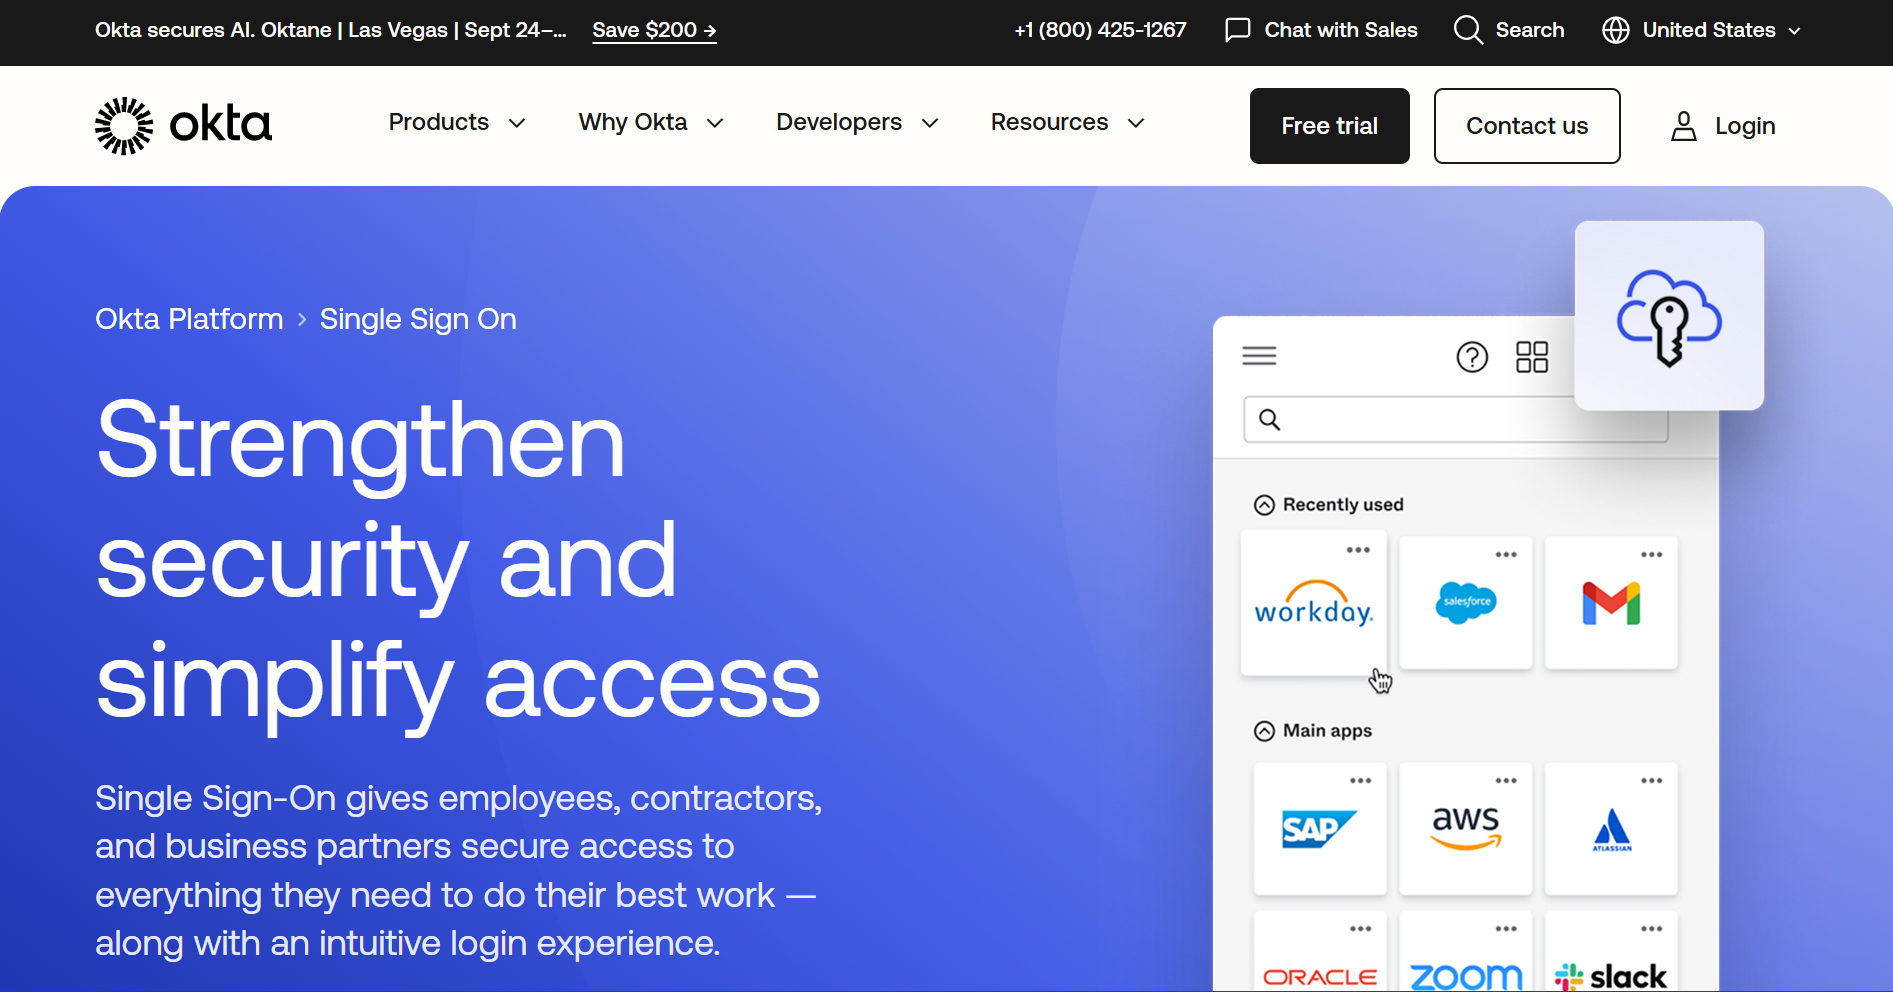 Okta secures AI. Oktane | Las Vegas | Sept 24–... Save $200 → +1 (800) 425-1267 Chat with Sales Search United States
okta Products Why Okta Developers Resources Free trial Contact us Login
Okta Platform › Single Sign On
Strengthen
security and
simplify access
Single Sign-On gives employees, contractors,
and business partners secure access to
everything they need to do their best work —
along with an intuitive login experience.
Recently used
workday. salesforce
Main apps
SAP aws ATLASSIAN
ORACLE zoom slack